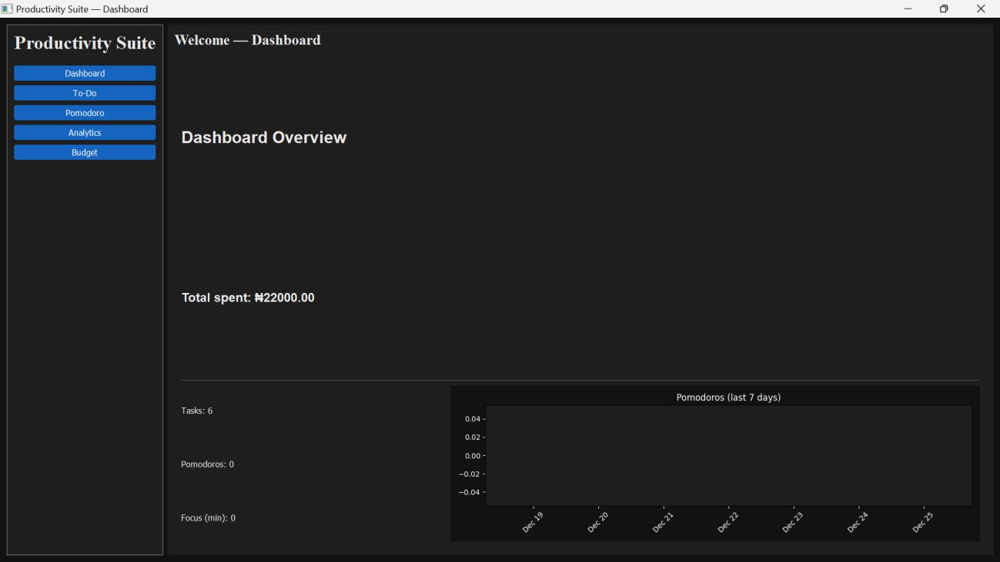 Productivity Suite — Dashboard
Productivity Suite
Dashboard
To-Do
Pomodoro
Analytics
Budget
Welcome — Dashboard
Dashboard Overview
Total spent: ₦22000.00
Tasks: 6
Pomodoros: 0
Focus (min): 0
Pomodoros (last 7 days)
0.04
0.02
0.00
−0.02
−0.04
Dec 19
Dec 20
Dec 21
Dec 22
Dec 23
Dec 24
Dec 25